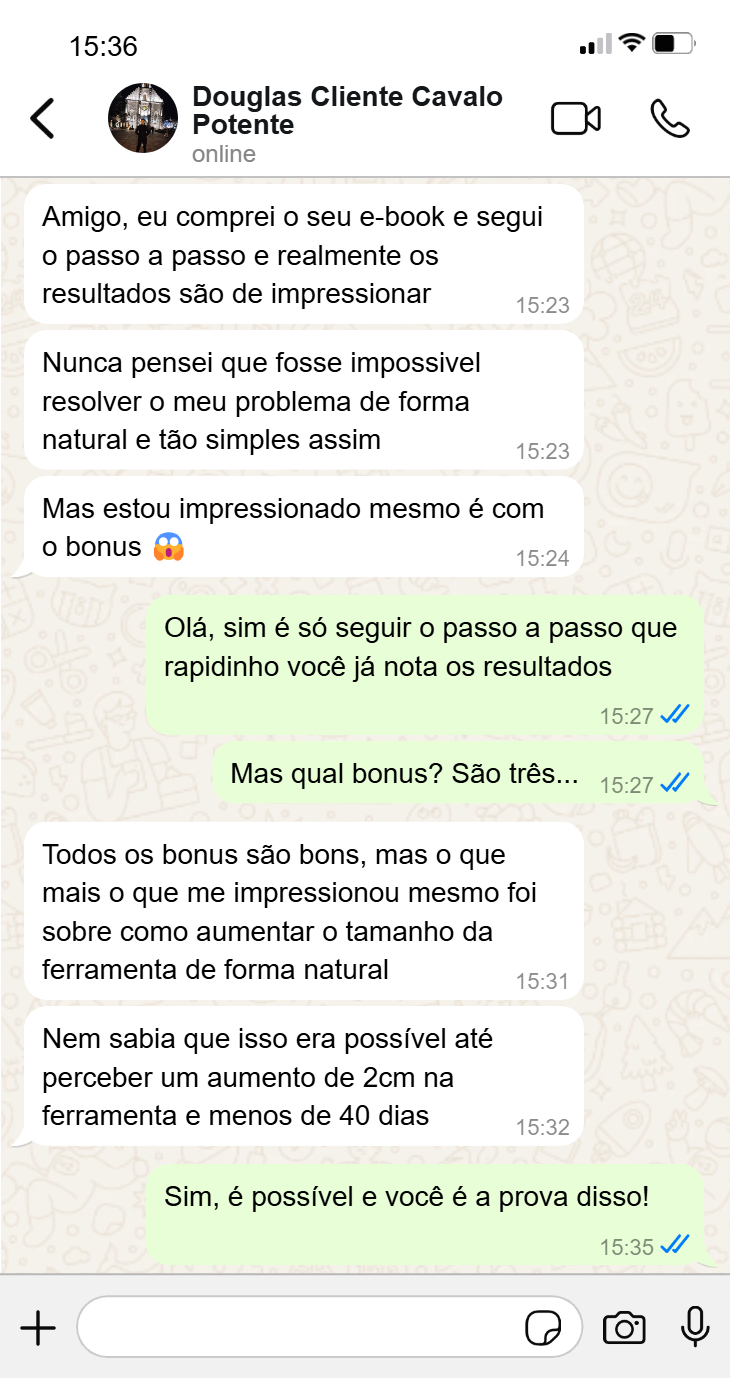 15:36
Douglas Cliente Cavalo
Potente
online
Amigo, eu comprei o seu e-book e segui
o passo a passo e realmente os
resultados são de impressionar
15:23
Nunca pensei que fosse impossivel
resolver o meu problema de forma
natural e tão simples assim
15:23
Mas estou impressionado mesmo é com
o bonus 😱
15:24
Olá, sim é só seguir o passo a passo que
rapidinho você já nota os resultados
15:27
Mas qual bonus? São três...
15:27
Todos os bonus são bons, mas o que
mais o que me impressionou mesmo foi
sobre como aumentar o tamanho da
ferramenta de forma natural
15:31
Nem sabia que isso era possível até
perceber um aumento de 2cm na
ferramenta e menos de 40 dias
15:32
Sim, é possível e você é a prova disso!
15:35